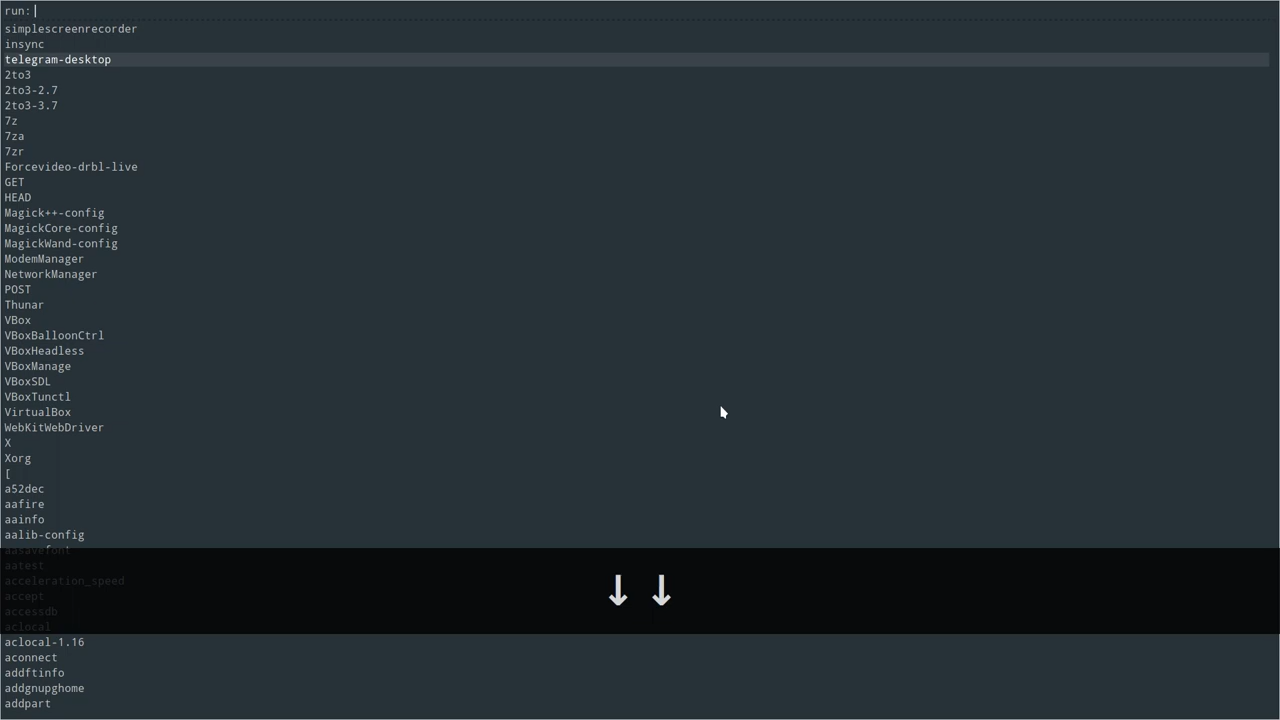 run:
simplescreenrecorder
insync
telegram-desktop
2to3
2to3-2.7
2to3-3.7
7z
7za
7zr
Forcevideo-drbl-live
GET
HEAD
Magick++-config
MagickCore-config
MagickWand-config
ModemManager
NetworkManager
POST
Thunar
VBox
VBoxBalloonCtrl
VBoxHeadless
VBoxManage
VBoxSDL
VBoxTunctl
VirtualBox
WebKitWebDriver
X
Xorg
[
a52dec
aafire
aainfo
aalib-config
aasavefont
aatest
acceleration_speed
accept
accessdb
aclocal
↓ ↓
aclocal-1.16
aconnect
addftinfo
addgnupghome
addpart